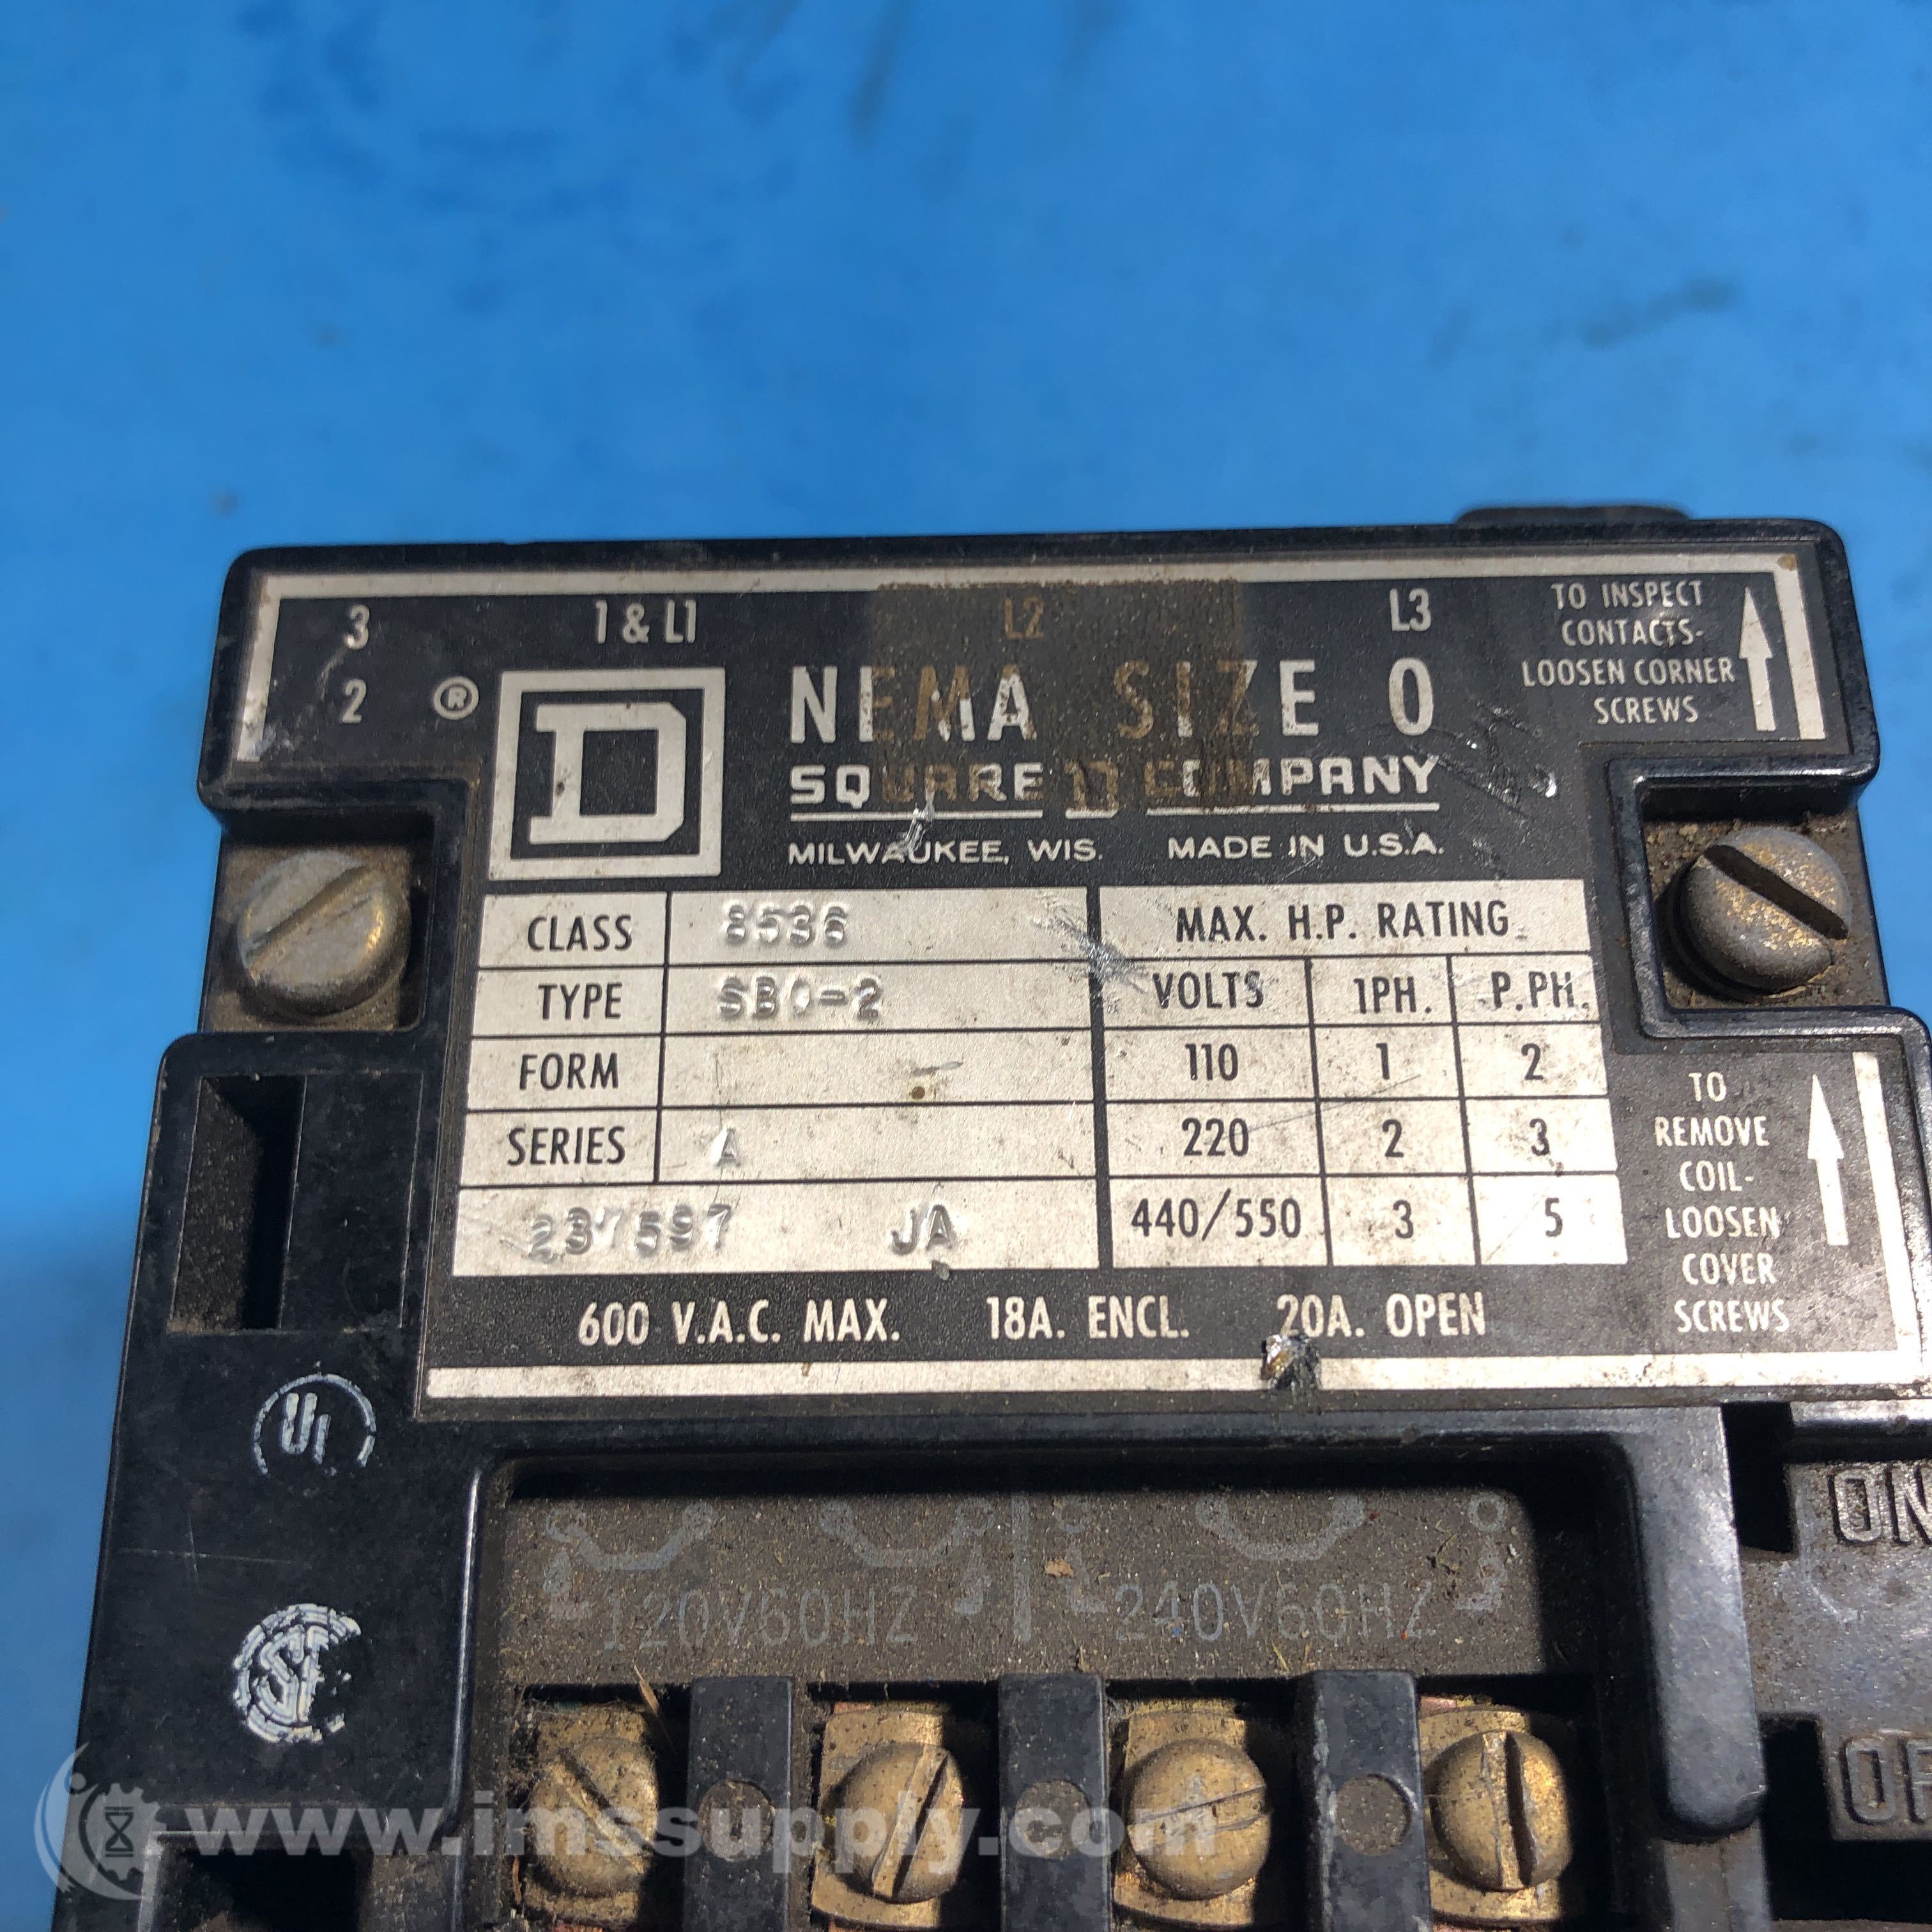 3 1 & L1 L2 L3
2 ®
D
NEMA SIZE 0
SQUARE D COMPANY
MILWAUKEE, WIS. MADE IN U.S.A.
TO INSPECT
CONTACTS-
LOOSEN CORNER
SCREWS
CLASS 8536
TYPE SBO-2
FORM
SERIES A
237597 JA
MAX. H.P. RATING
VOLTS 1PH. P.PH.
110 1 2
220 2 3
440/550 3 5
TO
REMOVE
COIL-
LOOSEN
COVER
SCREWS
600 V.A.C. MAX. 18A. ENCL. 20A. OPEN
UL
SP
120V60HZ 240V60HZ
ON
www.imssupply.com